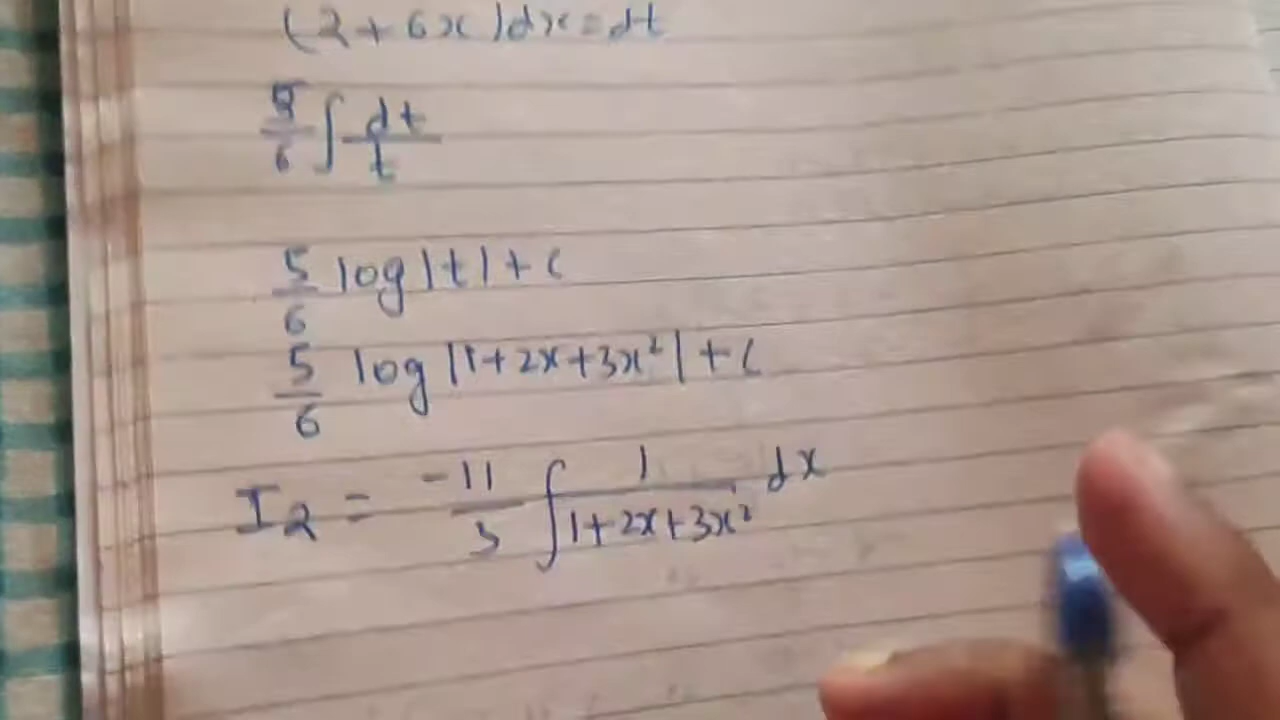 (2+6x)dx=dt
5/6 ∫ dt/t
5/6 log|t|+c
5/6 log|1+2x+3x²|+c
I₂ = -11/3 ∫ 1/(1+2x+3x²) dx